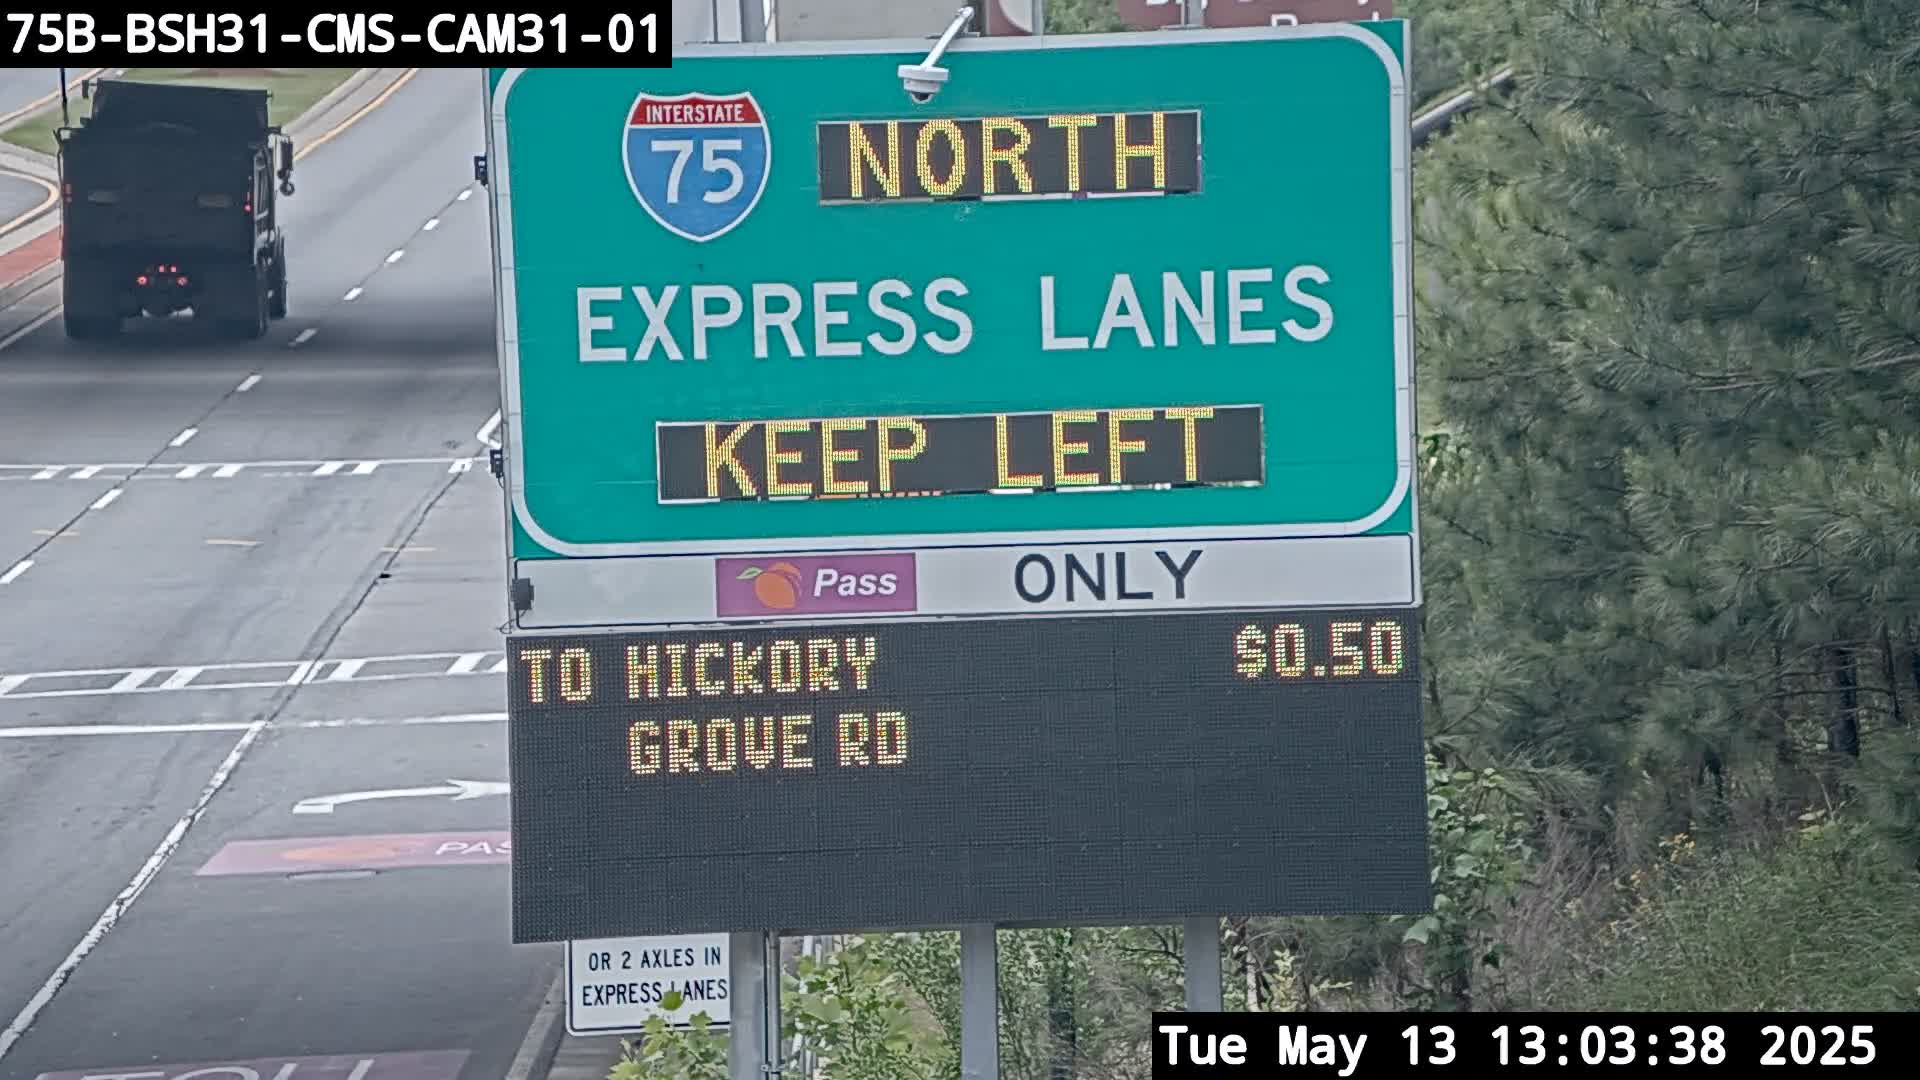 75B-BSH31-CMS-CAM31-01
INTERSTATE
75
NORTH
EXPRESS LANES
KEEP LEFT
Pass ONLY
TO HICKORY $0.50
GROVE RD
OR 2 AXLES IN
EXPRESS LANES
TOLL
Tue May 13 13:03:38 2025